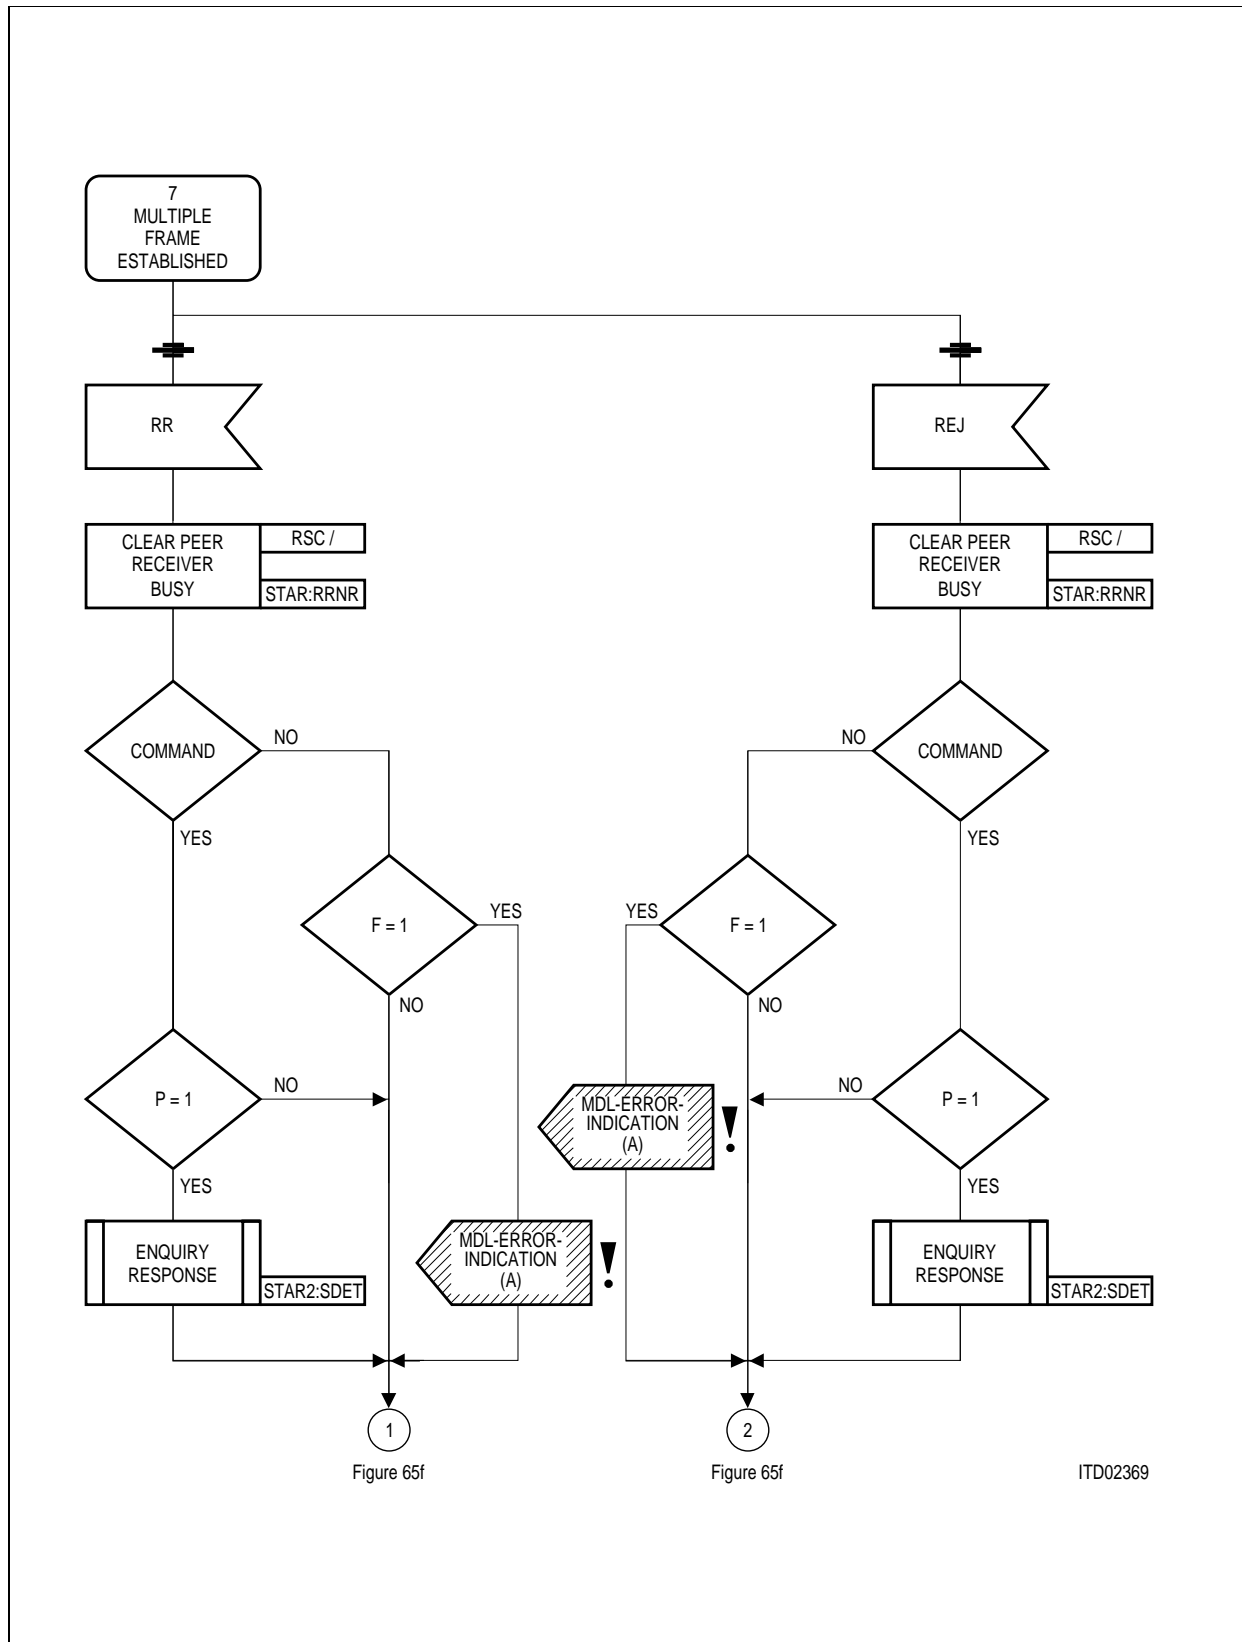 7
MULTIPLE
FRAME
ESTABLISHED
RR
REJ
CLEAR PEER
RECEIVER
BUSY
RSC /
STAR:RRNR
CLEAR PEER
RECEIVER
BUSY
RSC /
STAR:RRNR
COMMAND
NO
YES
NO
COMMAND
YES
F = 1
YES
NO
YES
F = 1
NO
P = 1
NO
YES
MDL-ERROR-
INDICATION
(A)
!
NO
P = 1
YES
ENQUIRY
RESPONSE
STAR2:SDET
MDL-ERROR-
INDICATION
(A)
!
ENQUIRY
RESPONSE
STAR2:SDET
1
Figure 65f
2
Figure 65f
ITD02369